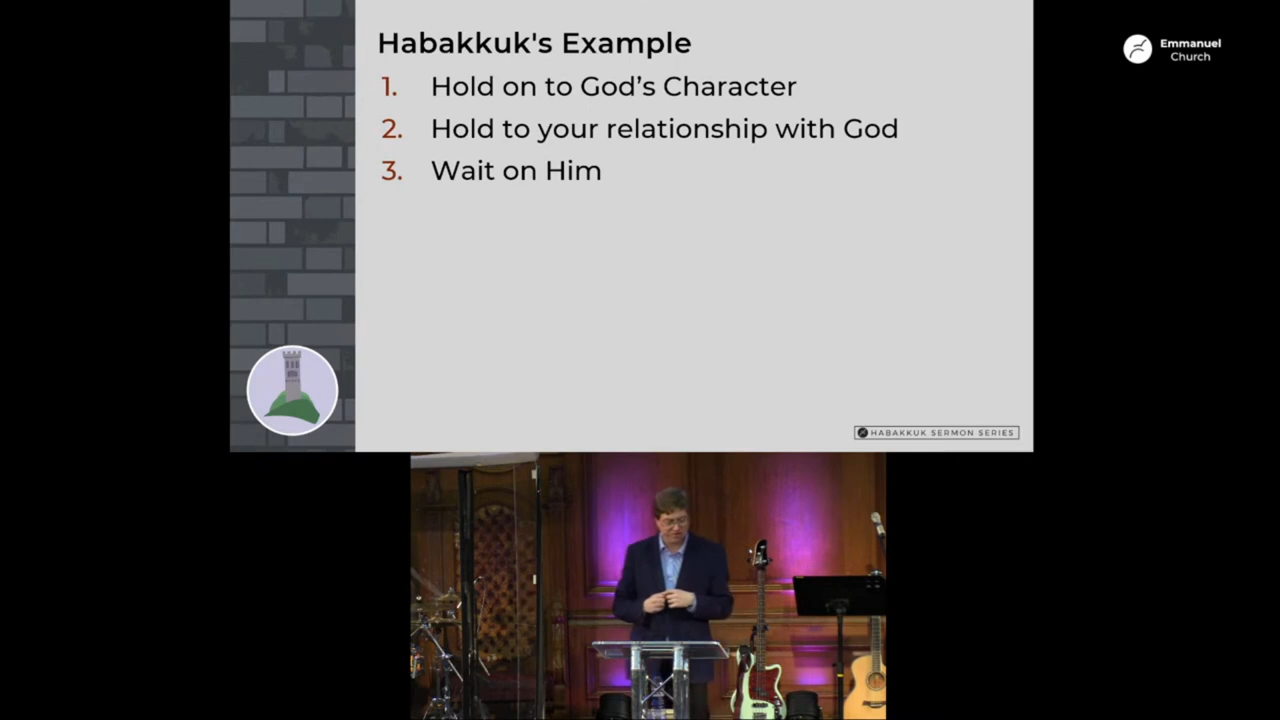 Habakkuk's Example
1. Hold on to God’s Character
2. Hold to your relationship with God
3. Wait on Him
HABAKKUK SERMON SERIES
Emmanuel
Church